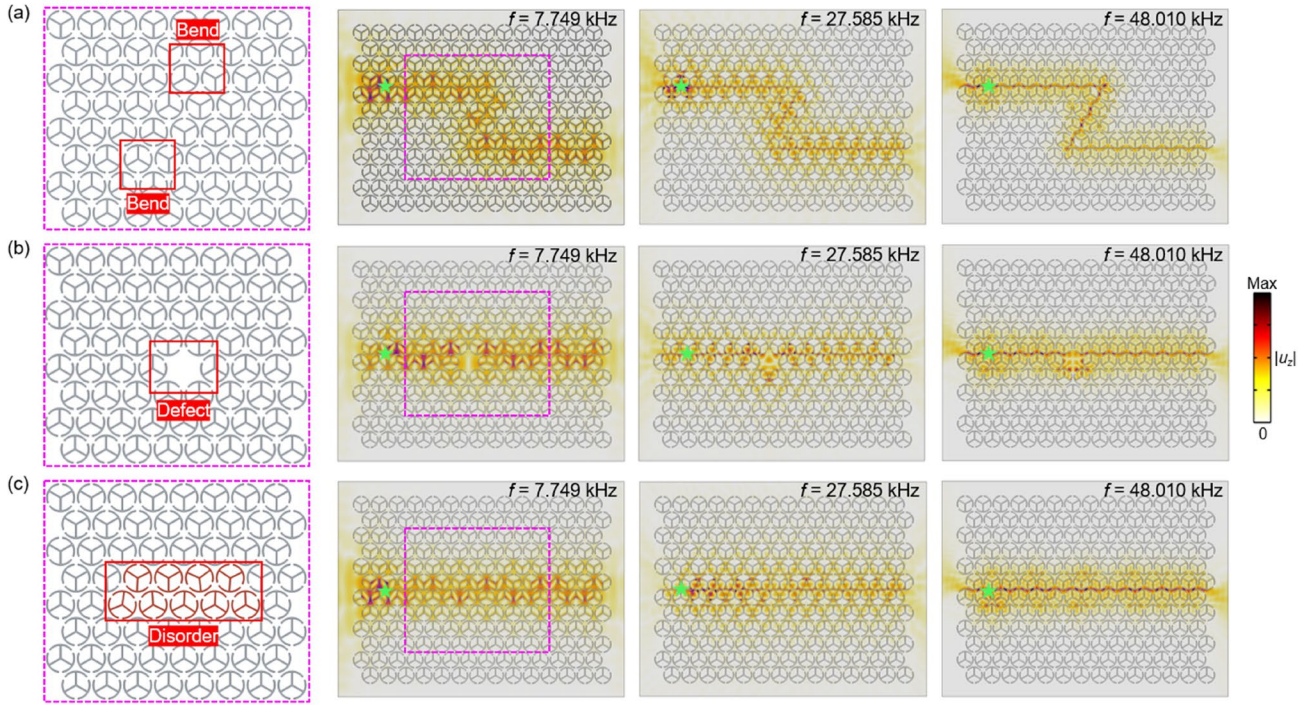 (a)
Bend
Bend
f = 7.749 kHz
f = 27.585 kHz
f = 48.010 kHz
(b)
Defect
f = 7.749 kHz
f = 27.585 kHz
f = 48.010 kHz
Max
|u_z|
0
(c)
Disorder
f = 7.749 kHz
f = 27.585 kHz
f = 48.010 kHz